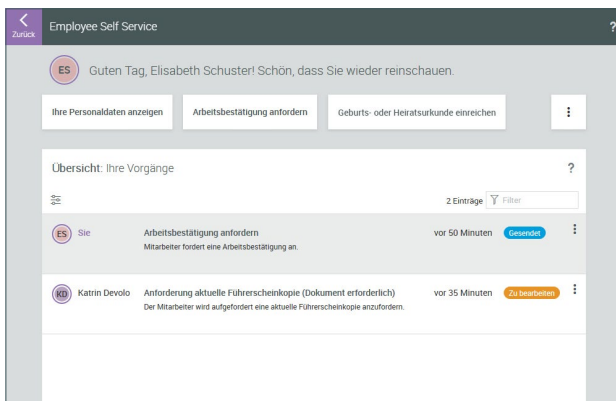 Zurück
Employee Self Service
?
ES
Guten Tag, Elisabeth Schuster! Schön, dass Sie wieder reinschauen.
Ihre Personaldaten anzeigen
Arbeitsbestätigung anfordern
Geburts- oder Heiratsurkunde einreichen
Übersicht: Ihre Vorgänge
?
2 Einträge
Filter
ES
Sie
Arbeitsbestätigung anfordern
vor 50 Minuten
Gesendet
Mitarbeiter fordert eine Arbeitsbestätigung an.
KD
Katrin Devolo
Anforderung aktuelle Führerscheinkopie (Dokument erforderlich)
vor 35 Minuten
Zu bearbeiten
Der Mitarbeiter wird aufgefordert eine aktuelle Führerscheinkopie anzufordern.